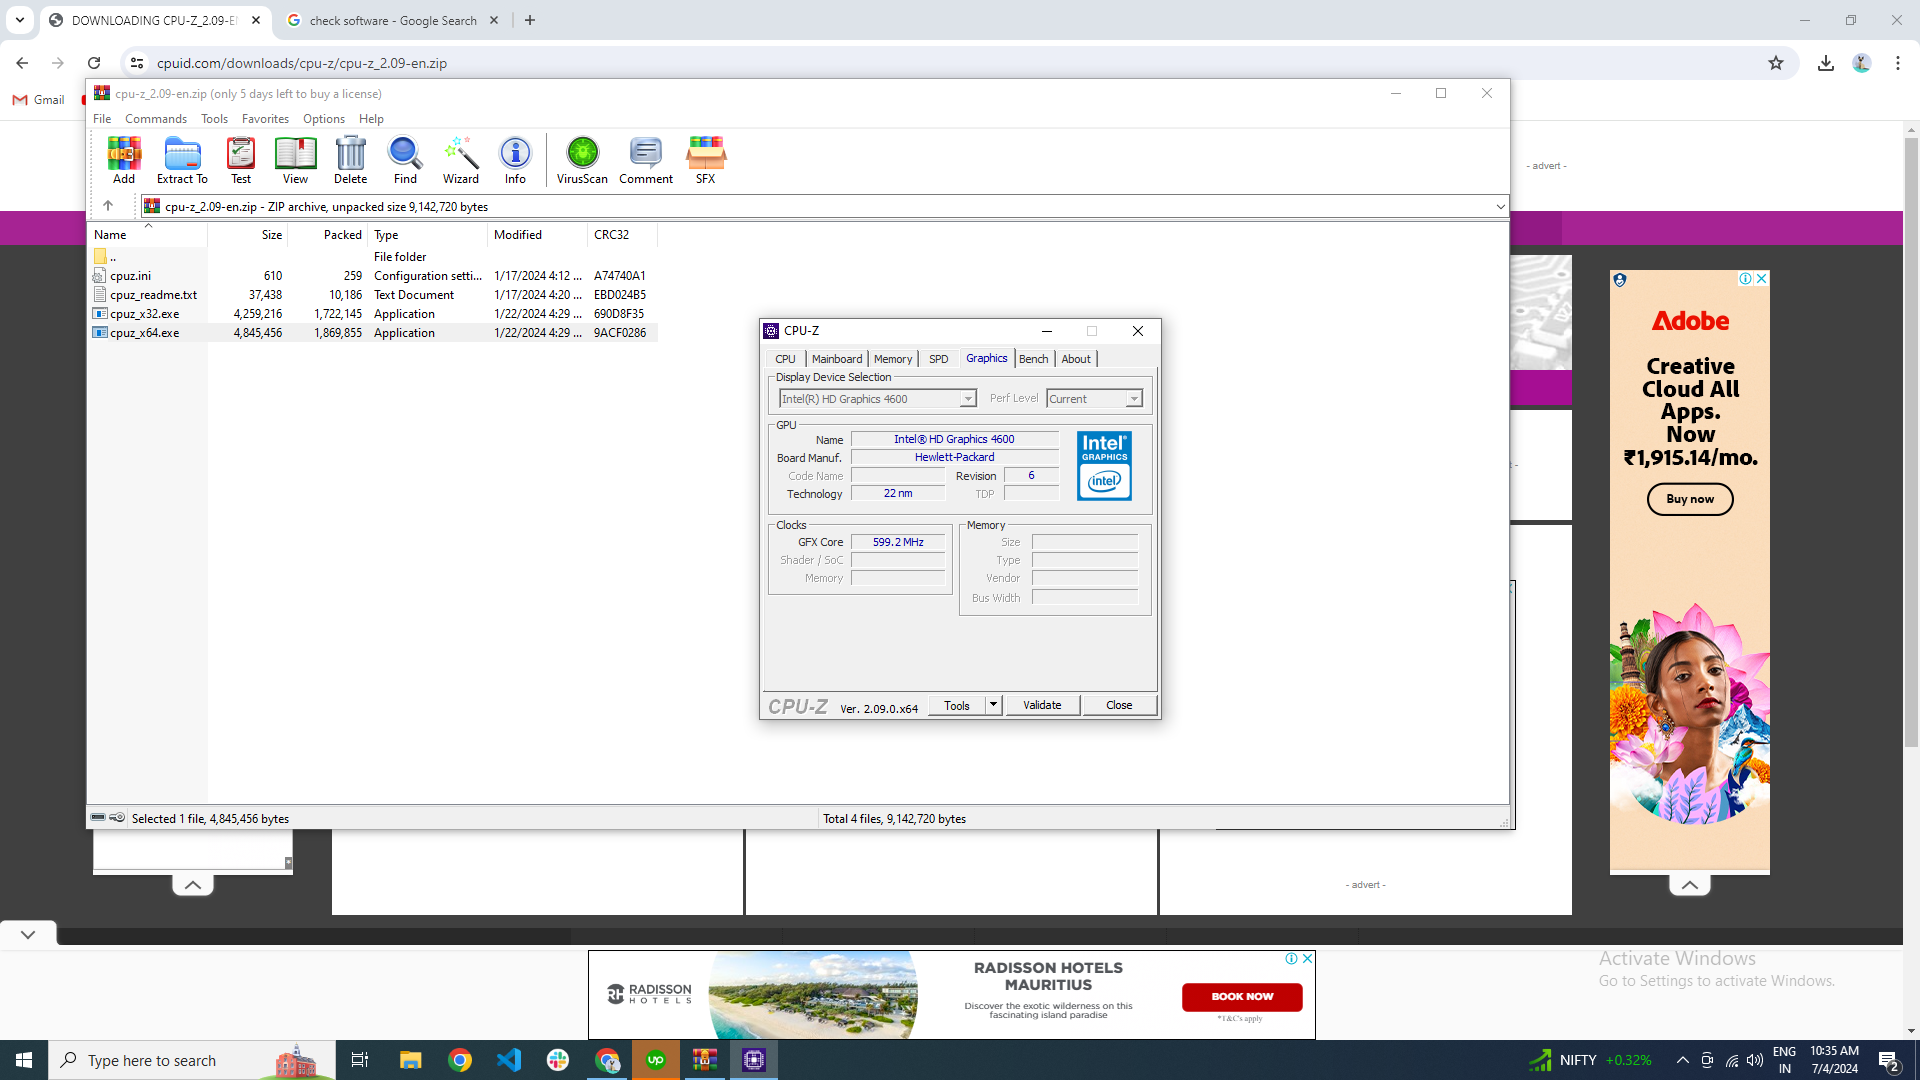 DOWNLOADING CPU-Z_2.09-E
check software - Google Search
cpuid.com/downloads/cpu-z/cpu-z_2.09-en.zip
Gmail
cpu-z_2.09-en.zip (only 5 days left to buy a license)
File Commands Tools Favorites Options Help
Add Extract To Test View Delete Find Wizard Info VirusScan Comment SFX
cpu-z_2.09-en.zip - ZIP archive, unpacked size 9,142,720 bytes
Name Size Packed Type Modified CRC32
.. File folder
cpuz.ini 610 259 Configuration setti... 1/17/2024 4:12 ... A74740A1
cpuz_readme.txt 37,438 10,186 Text Document 1/17/2024 4:20 ... EBD024B5
cpuz_x32.exe 4,259,216 1,722,145 Application 1/22/2024 4:29 ... 690D8F35
cpuz_x64.exe 4,845,456 1,869,855 Application 1/22/2024 4:29 ... 9ACF0286
CPU-Z
CPU Mainboard Memory SPD Graphics Bench About
Display Device Selection
Intel(R) HD Graphics 4600 Perf Level Current
GPU
Name Intel® HD Graphics 4600
Board Manuf. Hewlett-Packard
Code Name Revision 6
Technology 22 nm TDP
intel®
GRAPHICS
intel
Clocks
GFX Core 599.2 MHz
Shader / SoC
Memory
Memory
Size
Type
Vendor
Bus Width
CPU-Z Ver. 2.09.0.x64 Tools Validate Close
Selected 1 file, 4,845,456 bytes
Total 4 files, 9,142,720 bytes
- advert -
Adobe
Creative
Cloud All
Apps.
Now
₹1,915.14/mo.
Buy now
- advert -
RADISSON
HOTELS
RADISSON HOTELS
MAURITIUS
Discover the exotic wilderness on this
fascinating island paradise
BOOK NOW
*T&C's apply
Activate Windows
Go to Settings to activate Windows.
Type here to search
up
NIFTY +0.32%
ENG
IN
10:35 AM
7/4/2024
2